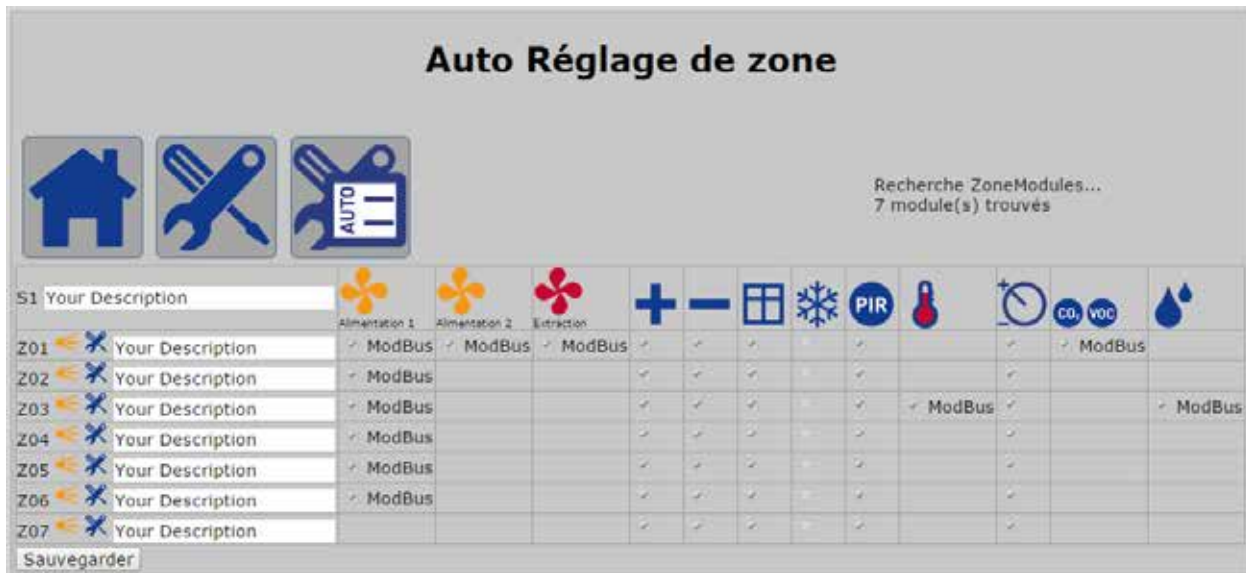 Auto Réglage de zone
AUTO
Recherche ZoneModules...
7 module(s) trouvés
S1 Your Description Alimentation 1 Alimentation 2 Extraction PIR CO₂ VOC
Z01 Your Description ModBus ModBus ModBus ModBus
Z02 Your Description ModBus
Z03 Your Description ModBus ModBus ModBus
Z04 Your Description ModBus
Z05 Your Description ModBus
Z06 Your Description ModBus
Z07 Your Description
Sauvegarder